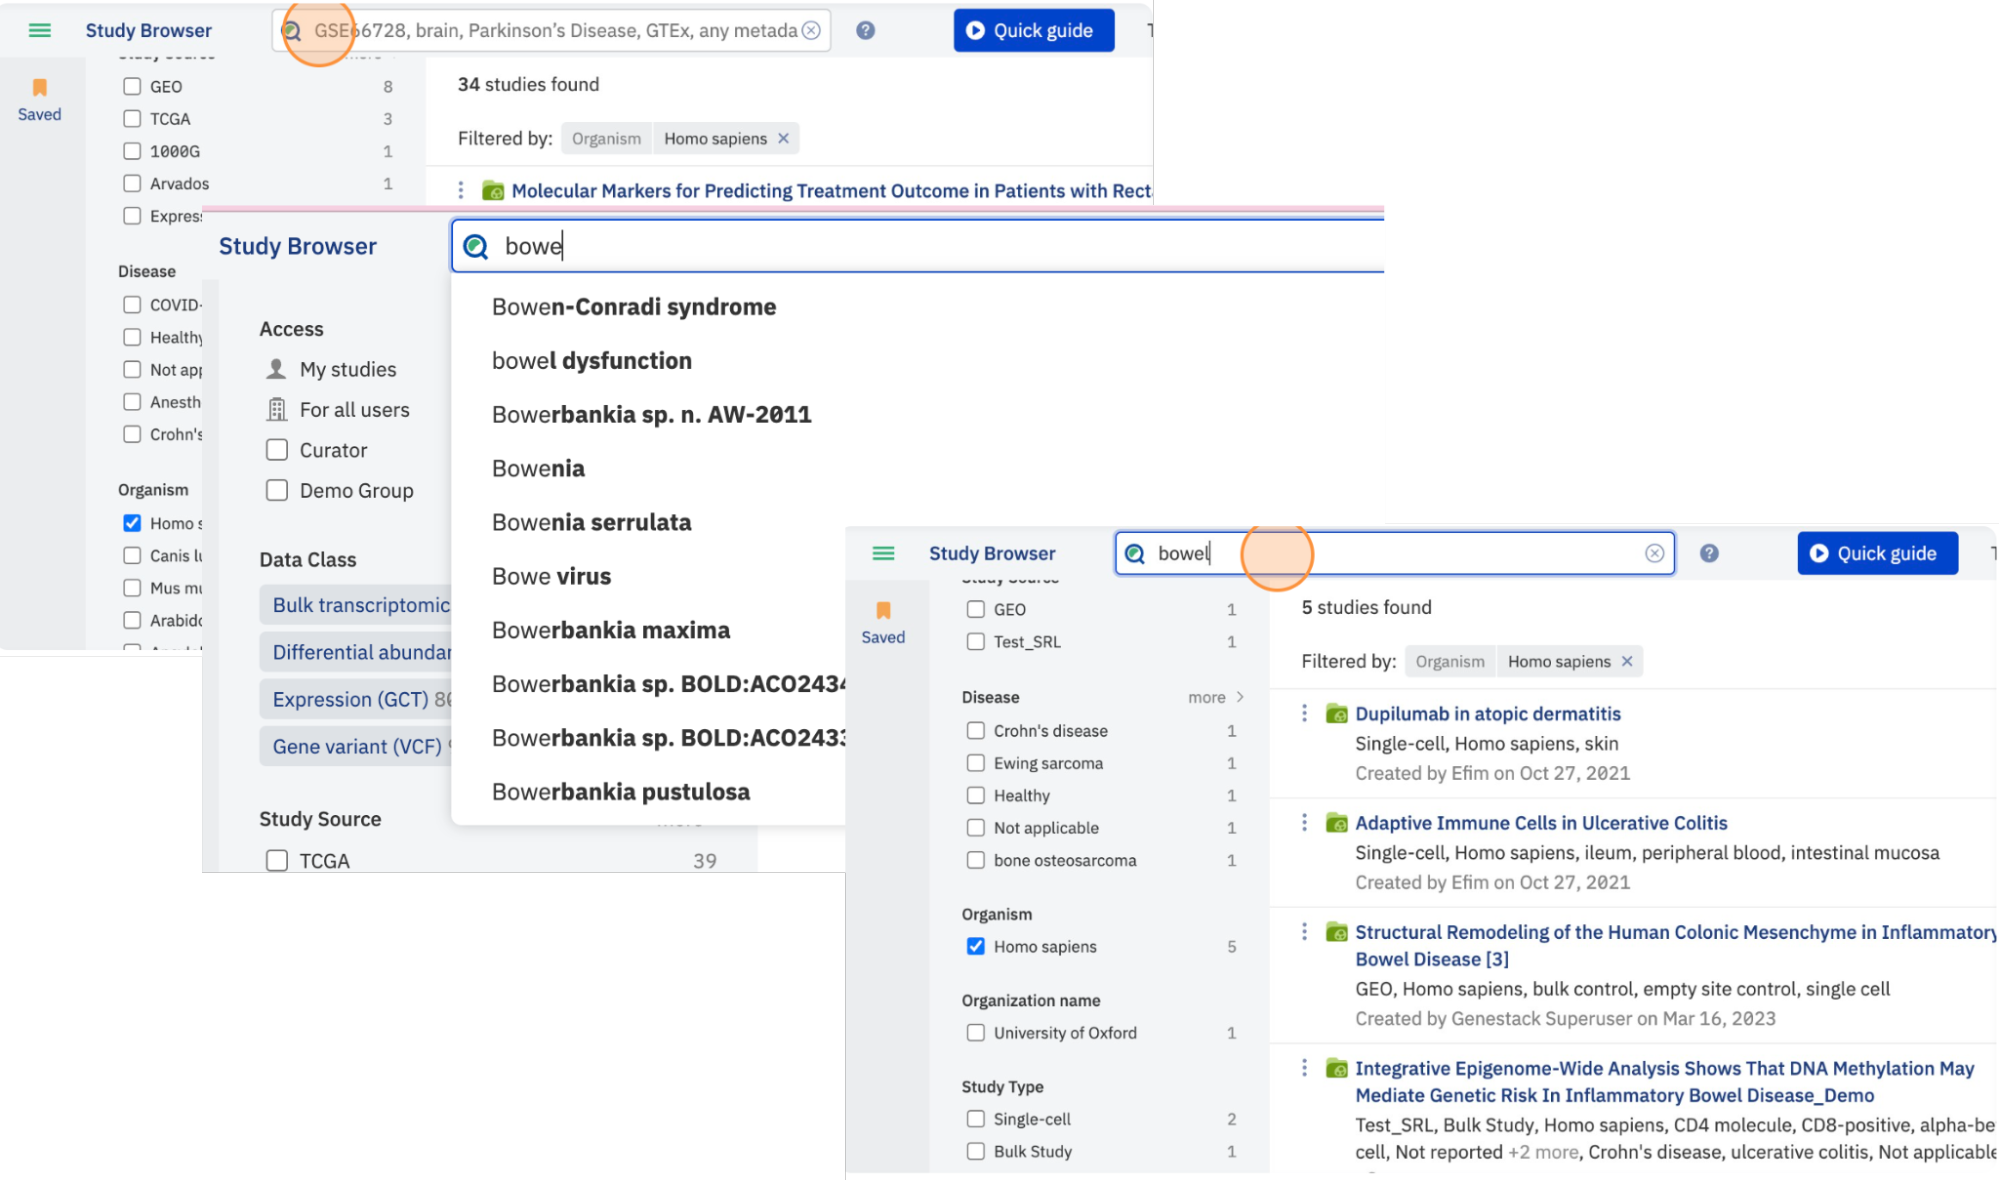 Study Browser
GSE66728, brain, Parkinson's Disease, GTEx, any metada
Quick guide
Saved
GEO 8
TCGA 3
1000G 1
Arvados 1
Expres
Disease
COVID-
Healthy
Not app
Anesth
Crohn's
Organism
Homo s
Canis lu
Mus mu
Arabido
34 studies found
Filtered by: Organism Homo sapiens
Molecular Markers for Predicting Treatment Outcome in Patients with Rect
Study Browser
bowe
Bowen-Conradi syndrome
bowel dysfunction
Bowerbankia sp. n. AW-2011
Bowenia
Bowenia serrulata
Bowe virus
Bowerbankia maxima
Bowerbankia sp. BOLD:ACO2434
Bowerbankia sp. BOLD:ACO2433
Bowerbankia pustulosa
Access
My studies
For all users
Curator
Demo Group
Data Class
Bulk transcriptomic
Differential abundan
Expression (GCT) 80
Gene variant (VCF)
Study Source
TCGA 39
Study Browser
bowel
Quick guide
Saved
Study Source
GEO 1
Test_SRL 1
Disease more
Crohn's disease 1
Ewing sarcoma 1
Healthy 1
Not applicable 1
bone osteosarcoma 1
Organism
Homo sapiens 5
Organization name
University of Oxford 1
Study Type
Single-cell 2
Bulk Study 1
5 studies found
Filtered by: Organism Homo sapiens
Dupilumab in atopic dermatitis
Single-cell, Homo sapiens, skin
Created by Efim on Oct 27, 2021
Adaptive Immune Cells in Ulcerative Colitis
Single-cell, Homo sapiens, ileum, peripheral blood, intestinal mucosa
Created by Efim on Oct 27, 2021
Structural Remodeling of the Human Colonic Mesenchyme in Inflammatory
Bowel Disease [3]
GEO, Homo sapiens, bulk control, empty site control, single cell
Created by Genestack Superuser on Mar 16, 2023
Integrative Epigenome-Wide Analysis Shows That DNA Methylation May
Mediate Genetic Risk In Inflammatory Bowel Disease_Demo
Test_SRL, Bulk Study, Homo sapiens, CD4 molecule, CD8-positive, alpha-be
cell, Not reported +2 more, Crohn's disease, ulcerative colitis, Not applicable